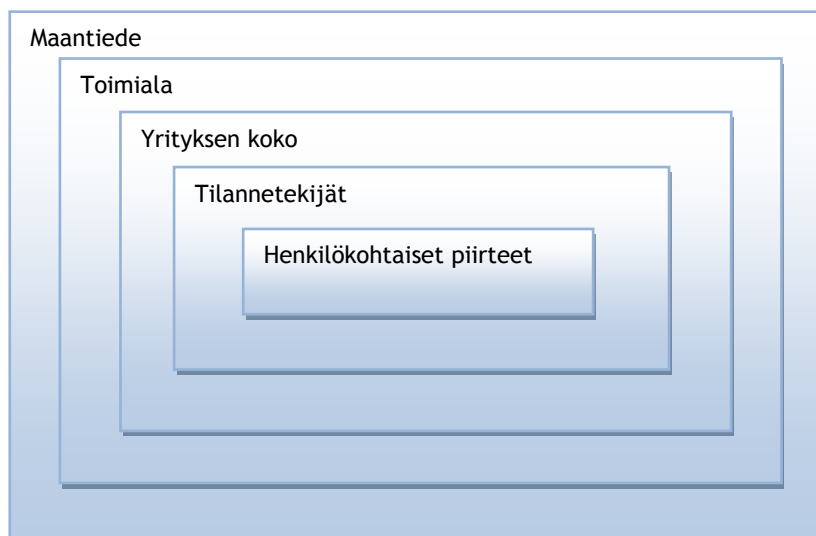 Maantiede
Toimiala
Yrityksen koko
Tilannetekijät
Henkilökohtaiset piirteet